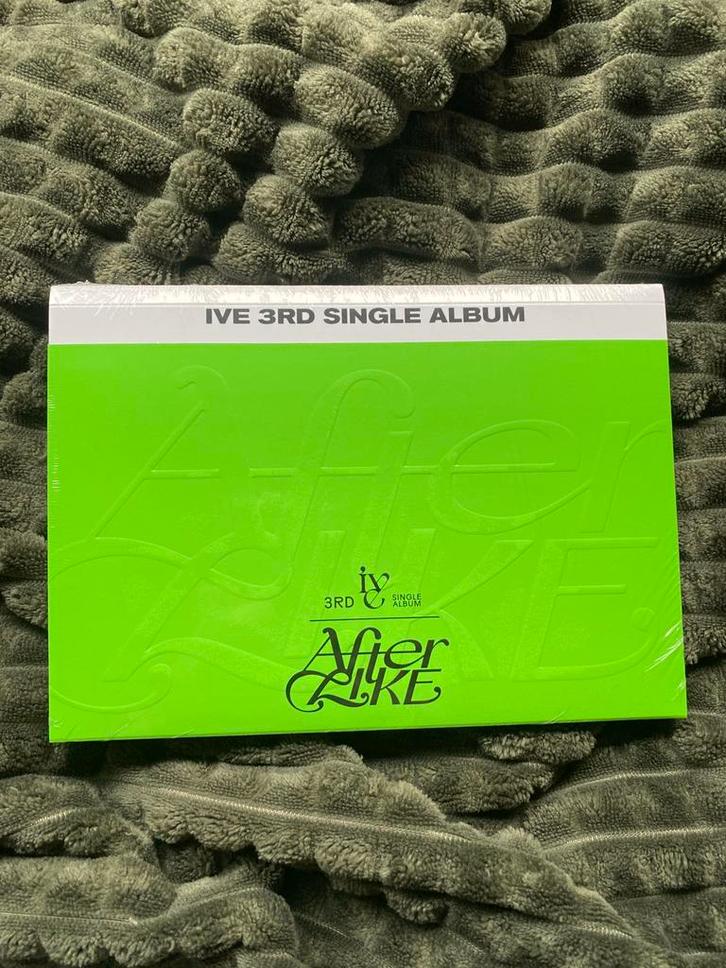 IVE 3RD SINGLE ALBUM
After
LIKE
ive
3RD SINGLE
ALBUM
After
LIKE